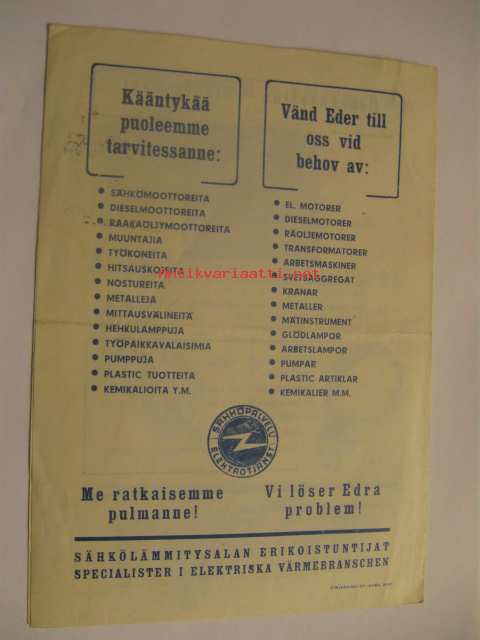 Kääntykää
puoleemme
tarvitessanne:
SÄHKÖMOOTTOREITA
DIESELMOOTTOREITA
RAAKAÖLJYMOOTTOREITA
MUUNTAJIA
TYÖKONEITA
HITSAUSKONEITA
NOSTUREITA
METALLEJA
MITTAUSVÄLINEITÄ
HEHKULAMPPUJA
TYÖPAIKKAVALAISIMIA
PUMPPUJA
PLASTIC TUOTTEITA
KEMIKALIOITA Y.M.
Vänd Eder till
oss vid
behov av:
EL. MOTORER
DIESELMOTORER
RÅOLJEMOTORER
TRANSFORMATORER
ARBETSMASKINER
SVETSAGGREGAT
KRANAR
METALLER
MÄTINSTRUMENT
GLÖDLAMPOR
ARBETSLAMPOR
PUMPAR
PLASTIC ARTIKLAR
KEMIKALIER M.M.
SÄHKÖPALVELU
ELEKTROTJÄNST
Me ratkaisemme
pulmanne!
Vi löser Edra
problem!
SÄHKÖLÄMMITYSALAN ERIKOISTUNTIJAT
SPECIALISTER I ELEKTRISKA VÄRMEBRANSCHEN